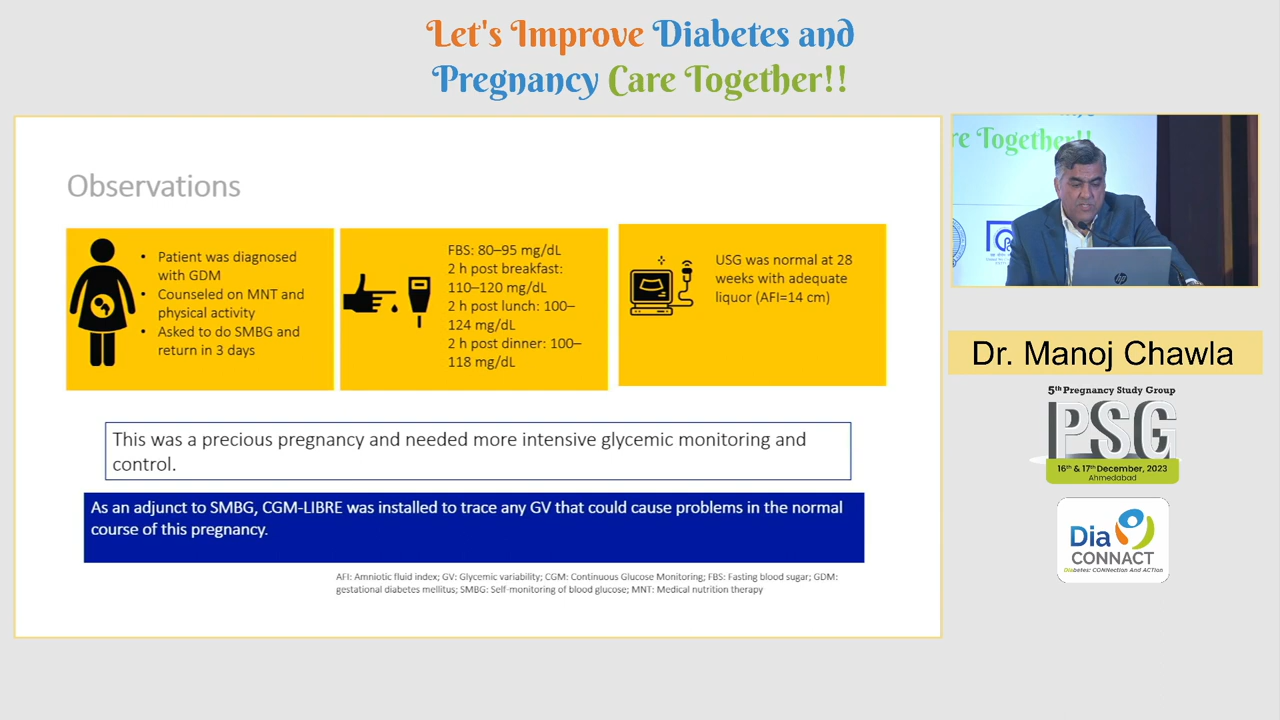 Let's Improve Diabetes and
Pregnancy Care Together!!
Observations
• Patient was diagnosed
with GDM
• Counseled on MNT and
physical activity
• Asked to do SMBG and
return in 3 days
FBS: 80–95 mg/dL
2 h post breakfast:
110–120 mg/dL
2 h post lunch: 100–
124 mg/dL
2 h post dinner: 100–
118 mg/dL
USG was normal at 28
weeks with adequate
liquor (AFI=14 cm)
This was a precious pregnancy and needed more intensive glycemic monitoring and
control.
As an adjunct to SMBG, CGM-LIBRE was installed to trace any GV that could cause problems in the normal
course of this pregnancy.
AFI: Amniotic fluid index; GV: Glycemic variability; CGM: Continuous Glucose Monitoring; FBS: Fasting blood sugar; GDM:
gestational diabetes mellitus; SMBG: Self-monitoring of blood glucose; MNT: Medical nutrition therapy
re Together!!
hp
Dr. Manoj Chawla
5th Pregnancy Study Group
PSG
16th & 17th December, 2023
Ahmedabad
Dia
CONNACT
Diabetes: CONNection And ACTion